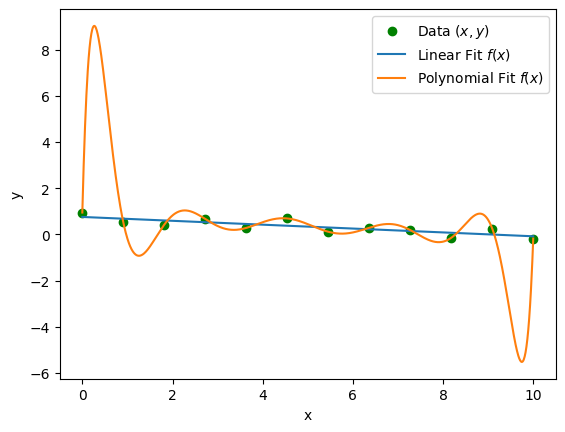 Data (x, y)
Linear Fit f(x)
Polynomial Fit f(x)
8
6
4
2
0
−2
−4
−6
y
0 2 4 6 8 10
x